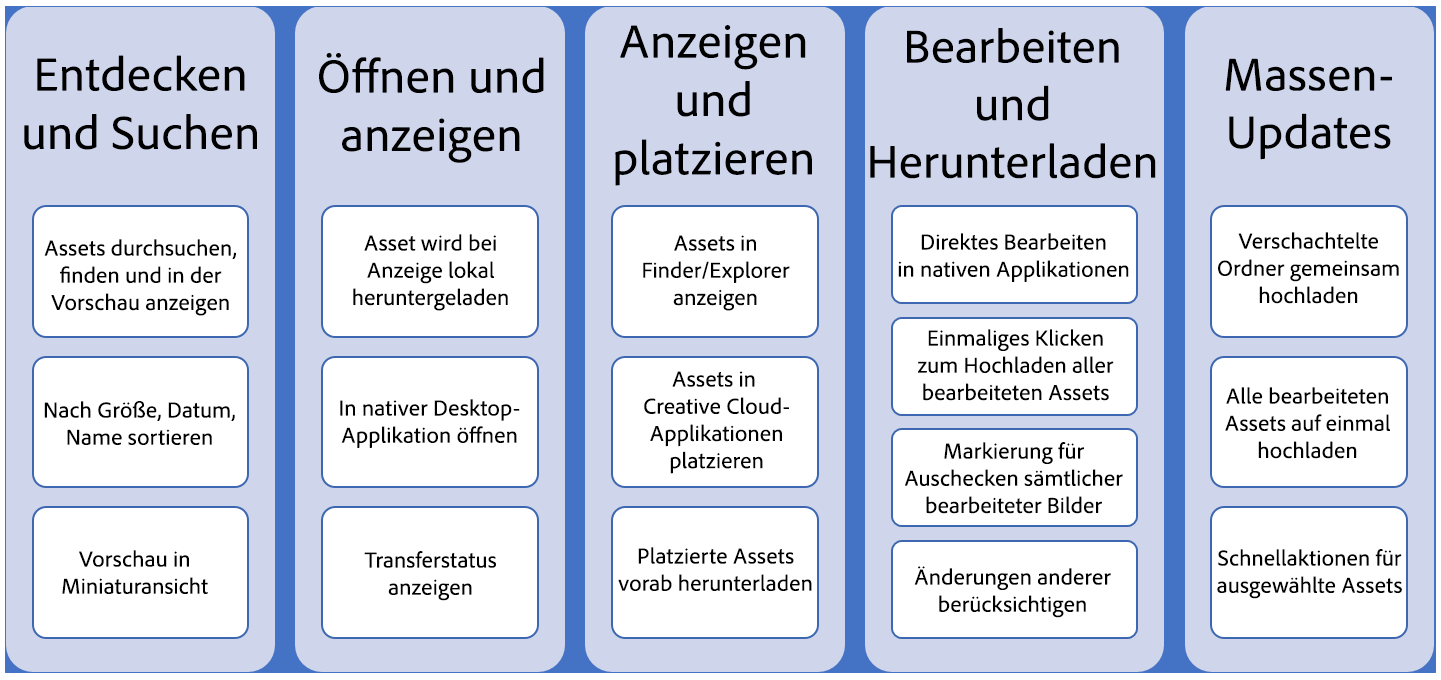 Entdecken
und Suchen
Assets durchsuchen,
finden und in der
Vorschau anzeigen
Nach Größe, Datum,
Name sortieren
Vorschau in
Miniaturansicht
Öffnen und
anzeigen
Asset wird bei
Anzeige lokal
heruntergeladen
In nativer Desktop-
Applikation öffnen
Transferstatus
anzeigen
Anzeigen
und
platzieren
Assets in
Finder/Explorer
anzeigen
Assets in
Creative Cloud-
Applikationen
platzieren
Platzierte Assets
vorab herunterladen
Bearbeiten
und
Herunterladen
Direktes Bearbeiten
in nativen Applikationen
Einmaliges Klicken
zum Hochladen aller
bearbeiteten Assets
Markierung für
Auschecken sämtlicher
bearbeiteter Bilder
Änderungen anderer
berücksichtigen
Massen-
Updates
Verschachtelte
Ordner gemeinsam
hochladen
Alle bearbeiteten
Assets auf einmal
hochladen
Schnellaktionen für
ausgewählte Assets